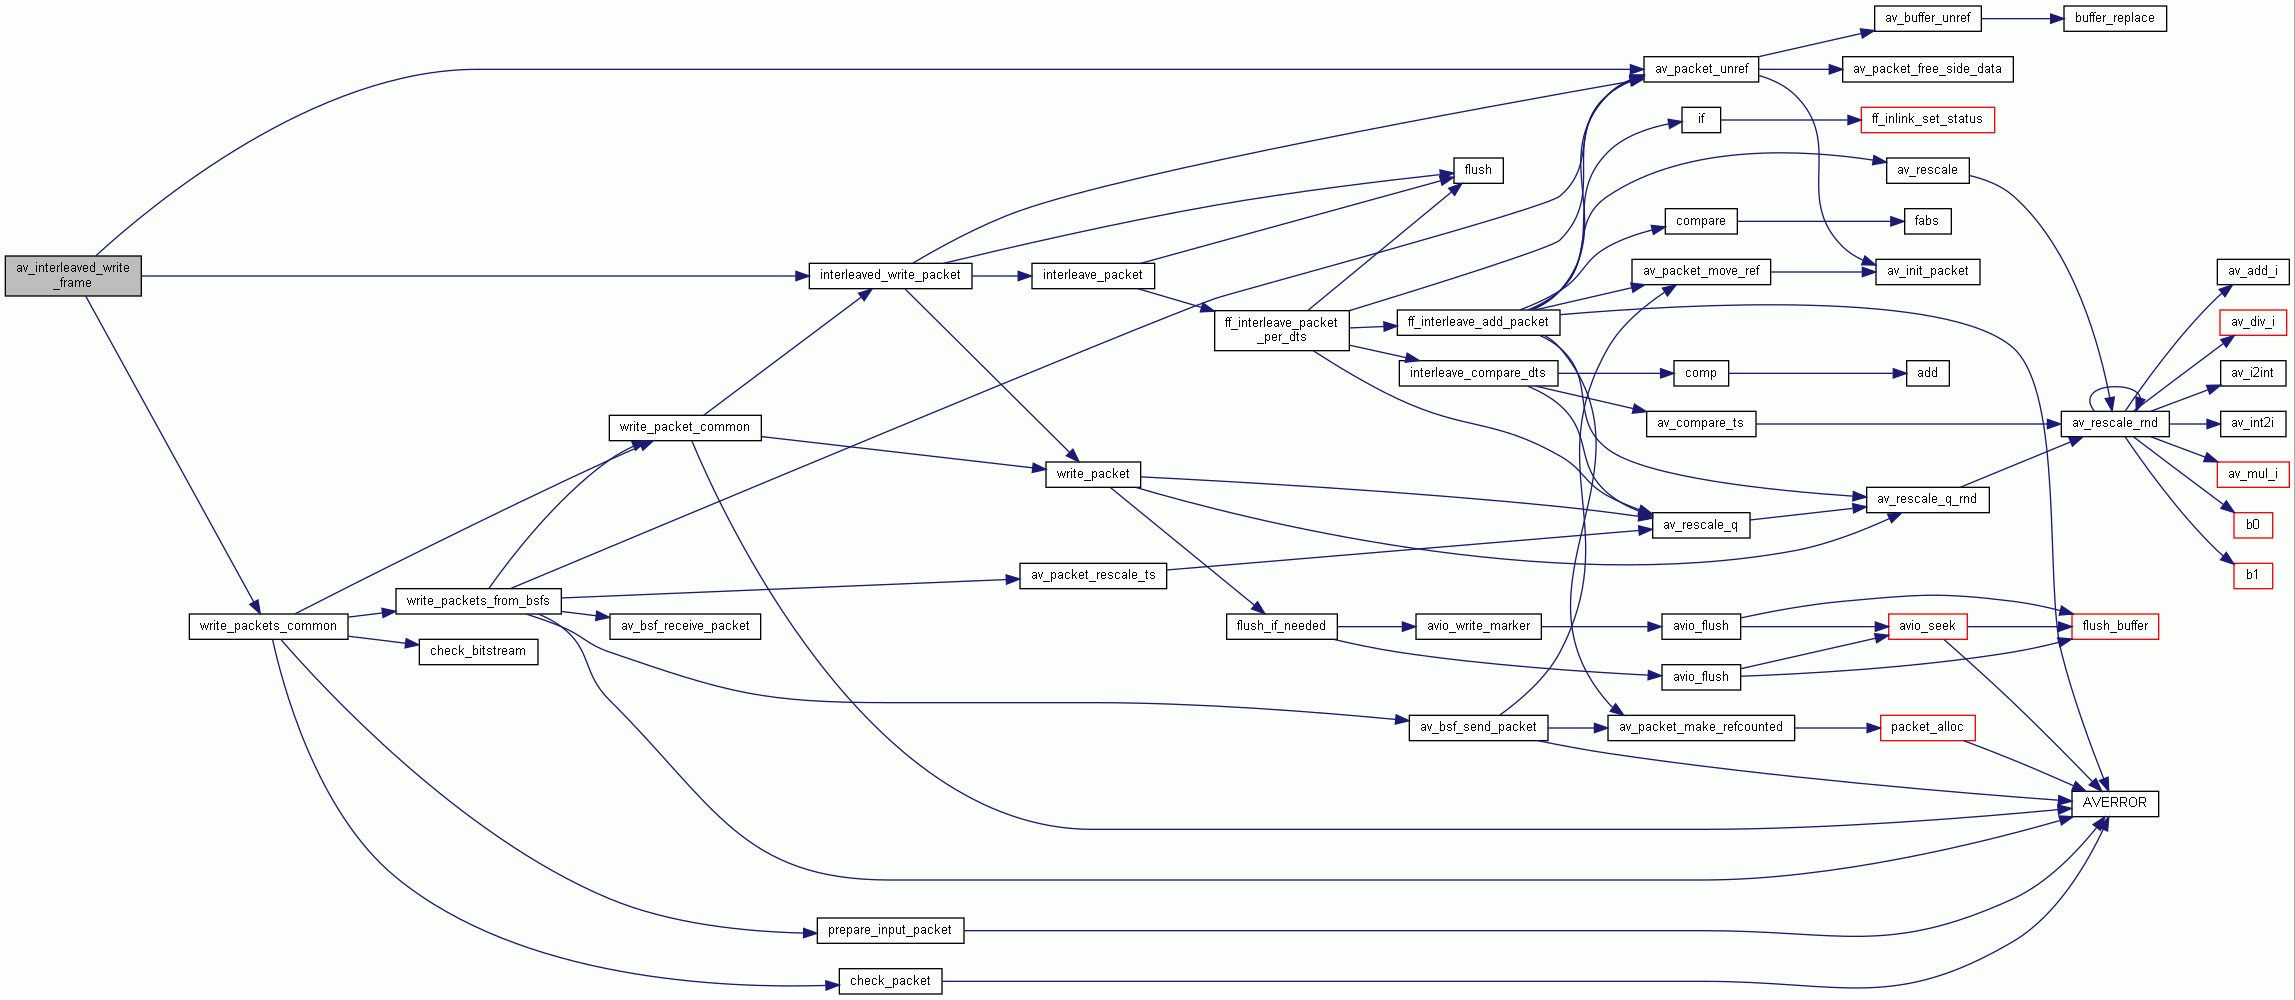 av_buffer_unref
buffer_replace
av_packet_unref
av_packet_free_side_data
if
ff_inlink_set_status
flush
av_rescale
compare
fabs
av_interleaved_write
_frame
interleaved_write_packet
interleave_packet
av_packet_move_ref
av_init_packet
av_add_i
ff_interleave_packet
_per_dts
ff_interleave_add_packet
av_div_i
interleave_compare_dts
comp
add
av_i2int
write_packet_common
av_compare_ts
av_rescale_rnd
av_int2i
write_packet
av_mul_i
av_rescale_q_rnd
av_rescale_q
b0
av_packet_rescale_ts
b1
write_packets_from_bsfs
write_packets_common
av_bsf_receive_packet
flush_if_needed
avio_write_marker
avio_flush
avio_seek
flush_buffer
check_bitstream
avio_flush
av_bsf_send_packet
av_packet_make_refcounted
packet_alloc
AVERROR
prepare_input_packet
check_packet